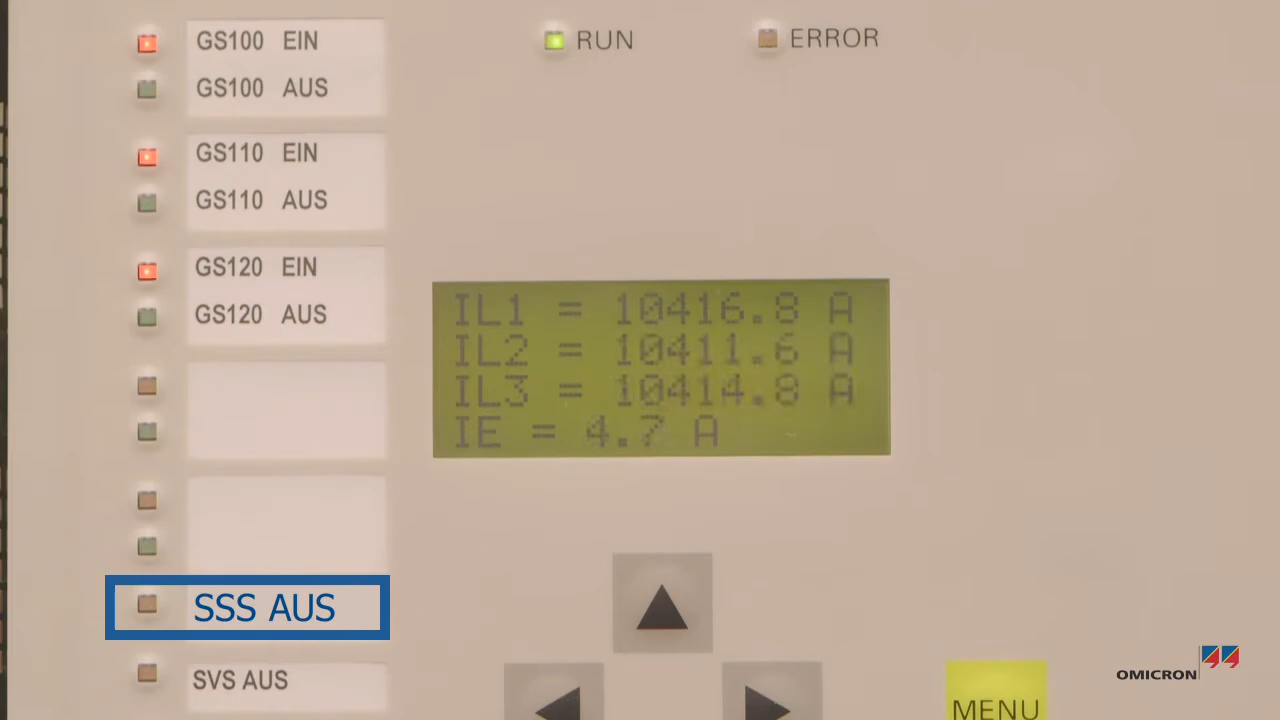 GS100 EIN
GS100 AUS
RUN
ERROR
GS110 EIN
GS110 AUS
GS120 EIN
GS120 AUS
IL1 = 10416.8 A
IL2 = 10411.6 A
IL3 = 10414.8 A
IE = 4.7 A
SSS AUS
SVS AUS
MENU
OMICRON